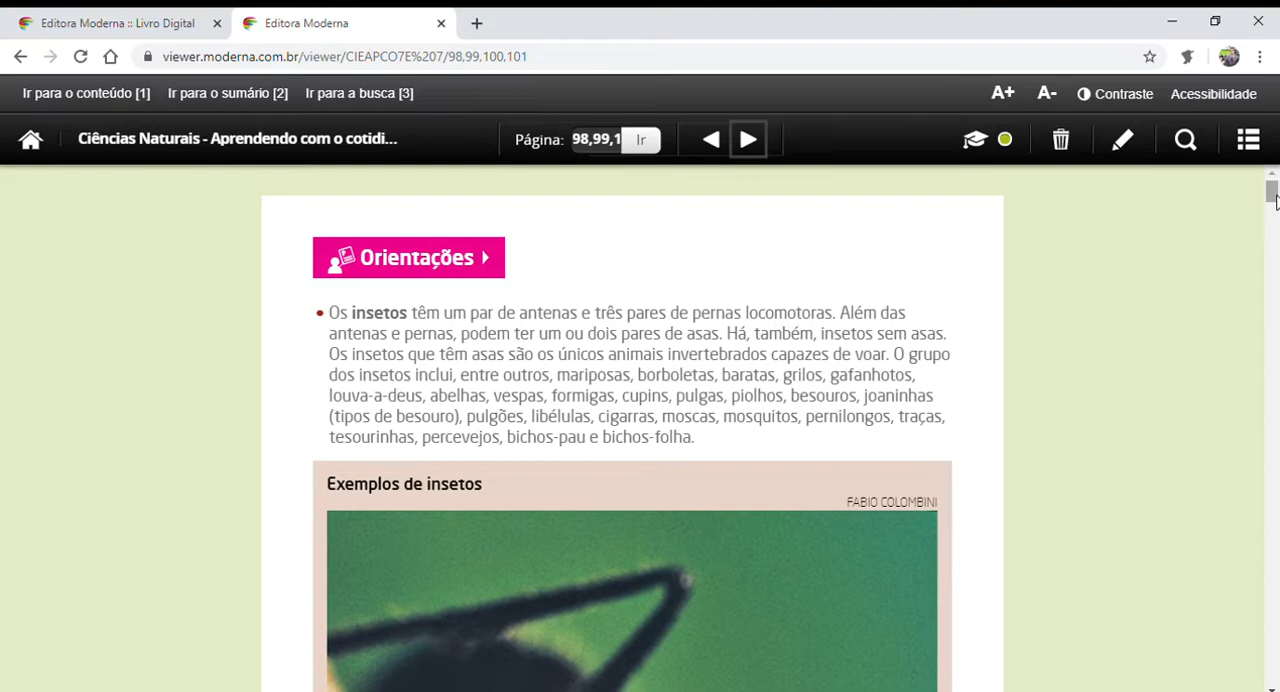 Editora Moderna :: Livro Digital
Editora Moderna
viewer.moderna.com.br/viewer/CIEAPCO7E%207/98,99,100,101
Ir para o conteúdo [1] Ir para o sumário [2] Ir para a busca [3]
A+ A- Contraste Acessibilidade
Ciências Naturais - Aprendendo com o cotidi...
Página: 98,99,1 Ir
Orientações
• Os insetos têm um par de antenas e três pares de pernas locomotoras. Além das
antenas e pernas, podem ter um ou dois pares de asas. Há, também, insetos sem asas.
Os insetos que têm asas são os únicos animais invertebrados capazes de voar. O grupo
dos insetos inclui, entre outros, mariposas, borboletas, baratas, grilos, gafanhotos,
louva-a-deus, abelhas, vespas, formigas, cupins, pulgas, piolhos, besouros, joaninhas
(tipos de besouro), pulgões, libélulas, cigarras, moscas, mosquitos, pernilongos, traças,
tesourinhas, percevejos, bichos-pau e bichos-folha.
Exemplos de insetos
FABIO COLOMBINI